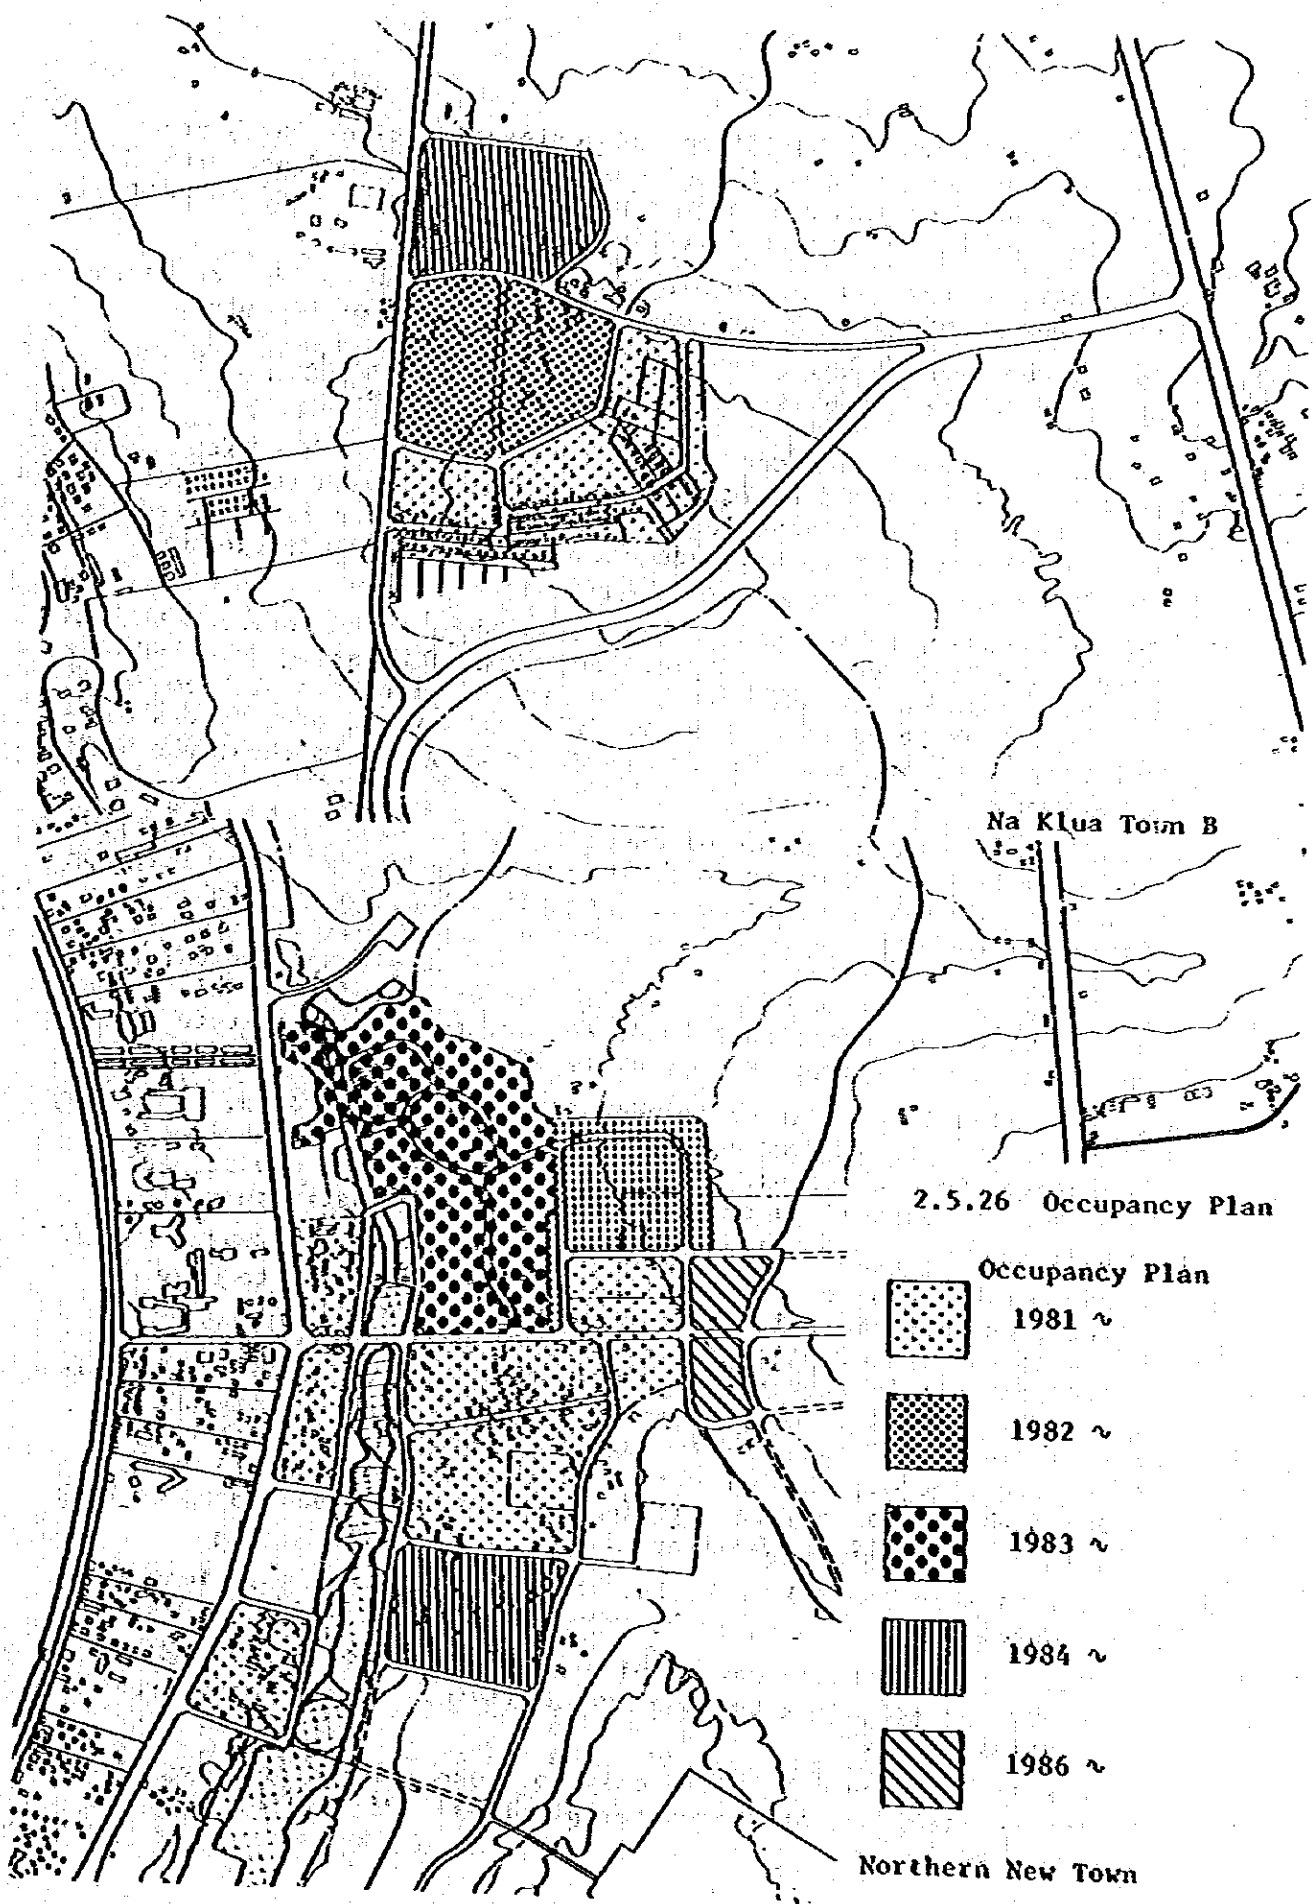 Na Klua Town B
2.5.26 Occupancy Plan
Occupancy Plan
1981 ~
1982 ~
1983 ~
1984 ~
1986 ~
Northern New Town